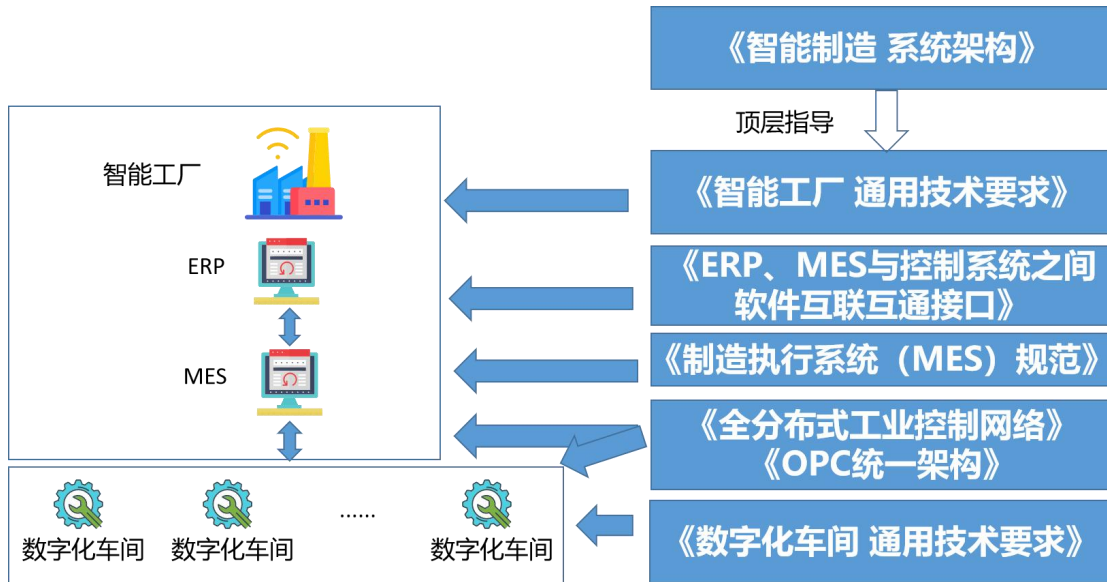 《智能制造 系统架构》
顶层指导
智能工厂
《智能工厂 通用技术要求》
ERP
《ERP、MES与控制系统之间
软件互联互通接口》
MES
《制造执行系统（MES）规范》
《全分布式工业控制网络》
《OPC统一架构》
......
数字化车间
数字化车间
数字化车间
《数字化车间 通用技术要求》